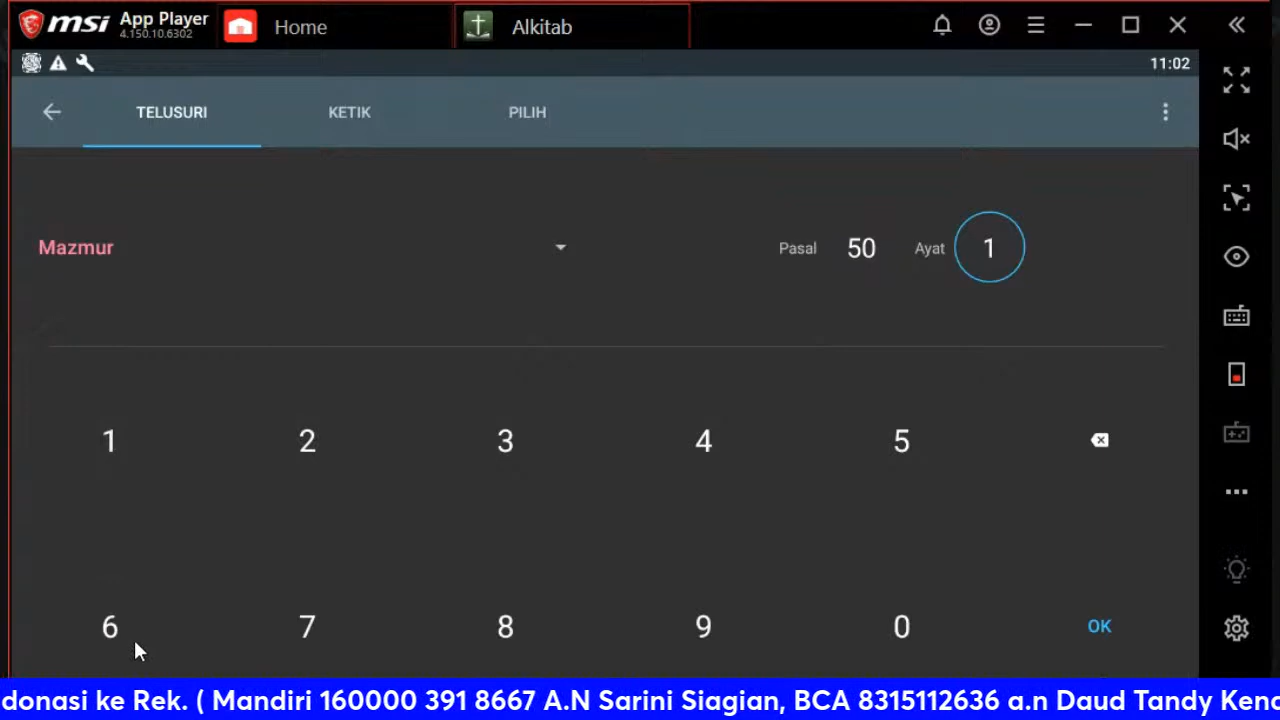 msi App Player
4.150.10.6302
Home
Alkitab
11:02
TELUSURI KETIK PILIH
Mazmur Pasal 50 Ayat 1
1 2 3 4 5
6 7 8 9 0 OK
donasi ke Rek. ( Mandiri 160000 391 8667 A.N Sarini Siagian, BCA 8315112636 a.n Daud Tandy Kend